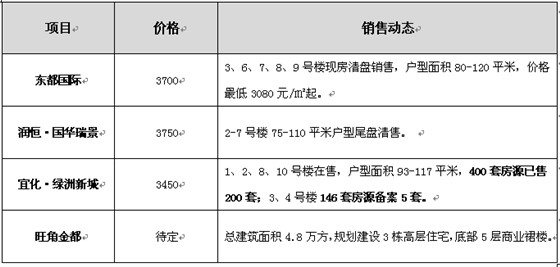 项目 价格 销售动态
东都国际 3700 3、6、7、8、9 号楼现房清盘销售，户型面积 80-120 平米，价格
最低 3080 元/㎡起。
润恒·国华瑞景 3750 2-7 号楼 75-110 平米户型尾盘清售。
宜化·绿洲新城 3450 1、2、8、10 号楼在售，户型面积 93-117 平米，400 套房源已售
200 套；3、4 号楼 146 套房源备案 5 套。
旺角金都 待定 总建筑面积 4.8 万方，规划建设 3 栋高层住宅，底部 5 层商业裙楼。